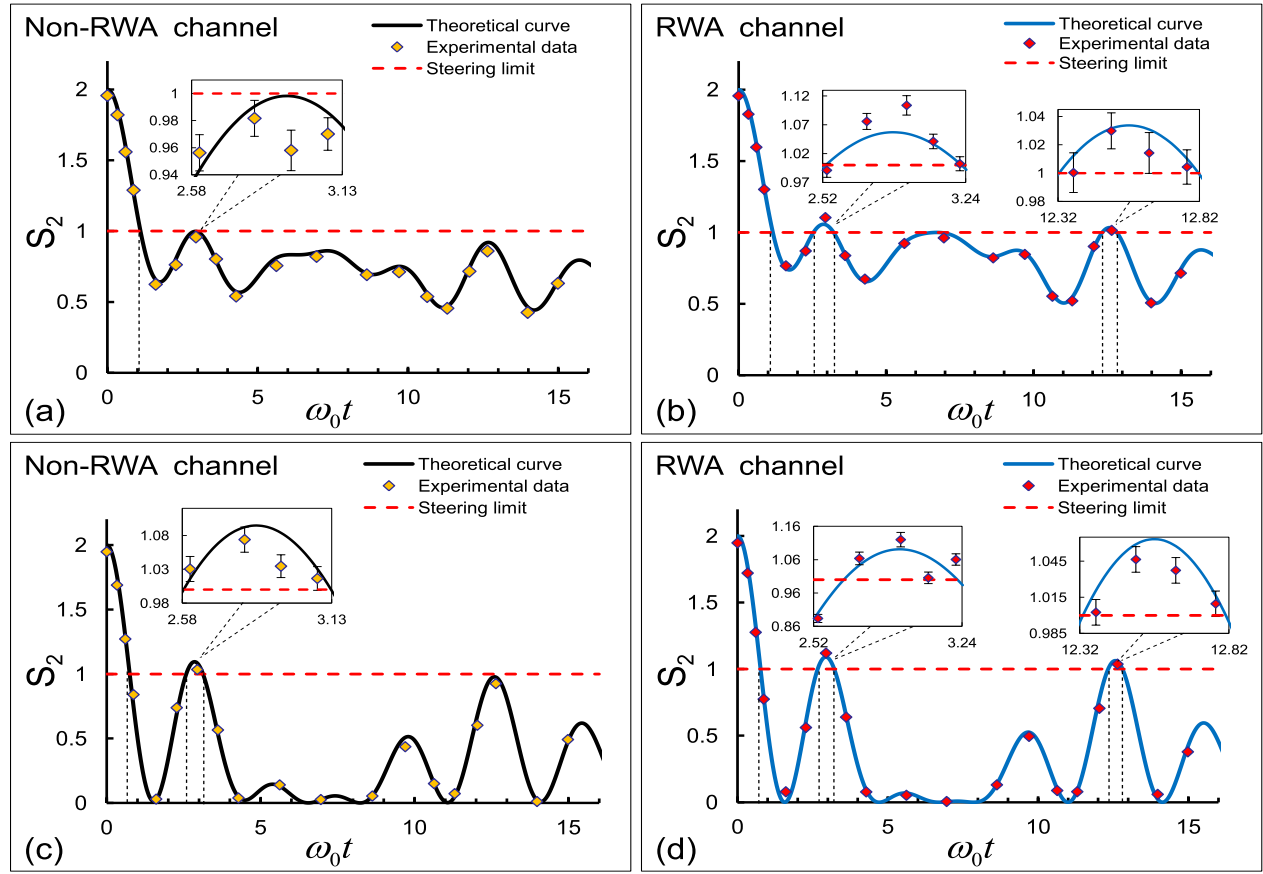 Non-RWA channel
Theoretical curve
Experimental data
Steering limit
2
1.5
1
0.5
0
S2
1
0.98
0.96
0.94
2.58
3.13
0
5
10
15
(a)
ω0t
RWA channel
Theoretical curve
Experimental data
Steering limit
2
1.5
1
0.5
0
S2
1.12
1.07
1.02
0.97
2.52
3.24
1.04
1
0.98
12.32
12.82
0
5
10
15
(b)
ω0t
Non-RWA channel
Theoretical curve
Experimental data
Steering limit
2
1.5
1
0.5
0
S2
1.08
1.03
0.98
2.58
3.13
0
5
10
15
(c)
ω0t
RWA channel
Theoretical curve
Experimental data
Steering limit
2
1.5
1
0.5
0
S2
1.16
1.06
0.96
0.86
2.52
3.24
1.045
1.015
0.985
12.32
12.82
0
5
10
15
(d)
ω0t